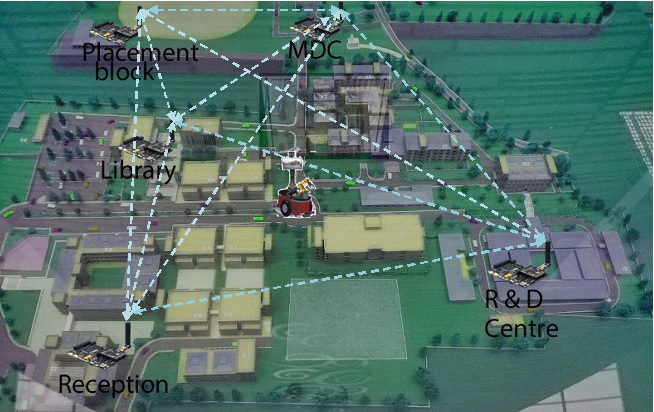 Placement
block
MDC
Library
R & D
Centre
Reception